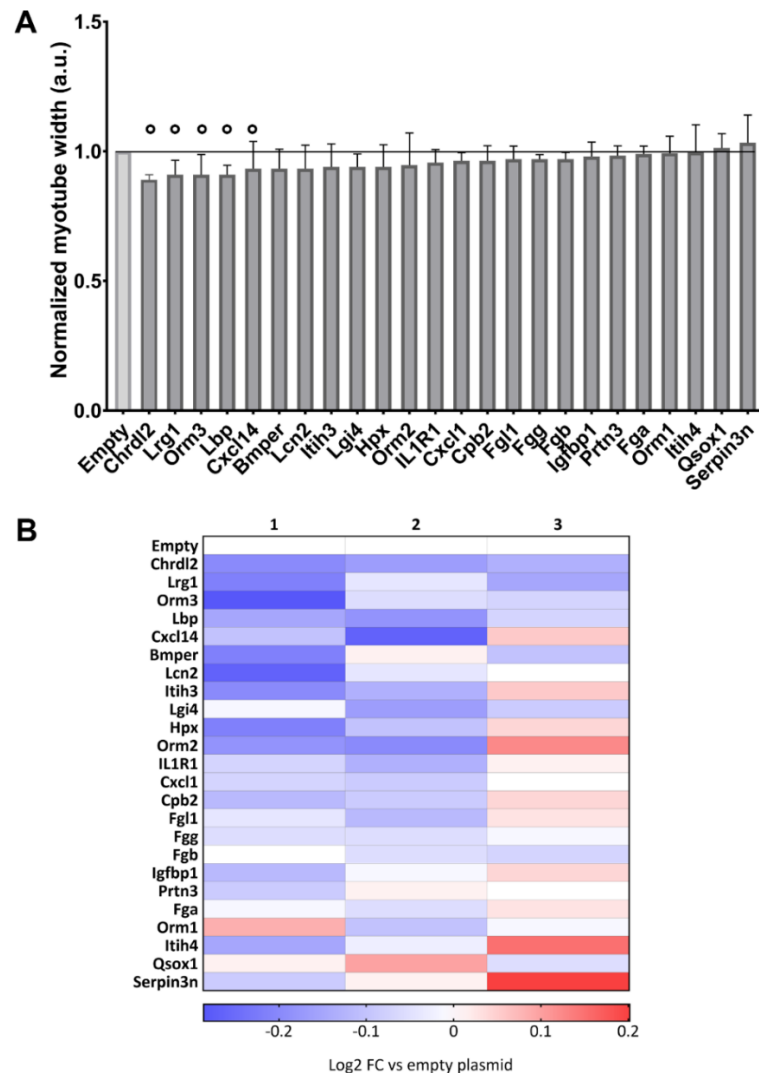 A
Normalized myotube width (a.u.)
1.5
1.0
0.5
0.0
Empty
Chrdl2
Lrg1
Orm3
Lbp
Cxcl14
Bmper
Lcn2
Itih3
Lgi4
Hpx
Orm2
IL1R1
Cxcl1
Cpb2
Fgl1
Fgg
Fgb
Igfbp1
Prtn3
Fga
Orm1
Itih4
Qsox1
Serpin3n
B
1 2 3
Empty
Chrdl2
Lrg1
Orm3
Lbp
Cxcl14
Bmper
Lcn2
Itih3
Lgi4
Hpx
Orm2
IL1R1
Cxcl1
Cpb2
Fgl1
Fgg
Fgb
Igfbp1
Prtn3
Fga
Orm1
Itih4
Qsox1
Serpin3n
-0.2 -0.1 0 0.1 0.2
Log2 FC vs empty plasmid